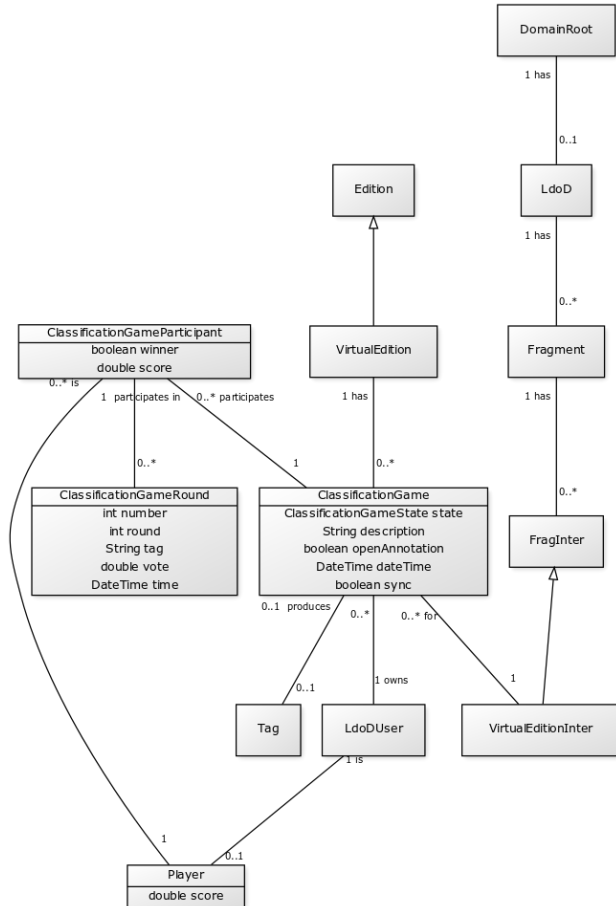 DomainRoot
1 has
0..1
Edition
LdoD
1 has
0..*
ClassificationGameParticipant
boolean winner
double score
VirtualEdition
Fragment
0..* is
1 participates in
0..* participates
1 has
1 has
0..*
1
0..*
0..*
ClassificationGameRound
int number
int round
String tag
double vote
DateTime time
ClassificationGame
ClassificationGameState state
String description
boolean openAnnotation
DateTime dateTime
boolean sync
FragInter
0..1 produces
0..*
0..* for
0..1
1 owns
1
Tag
LdoDUser
VirtualEditionInter
1 is
1
0..1
Player
double score